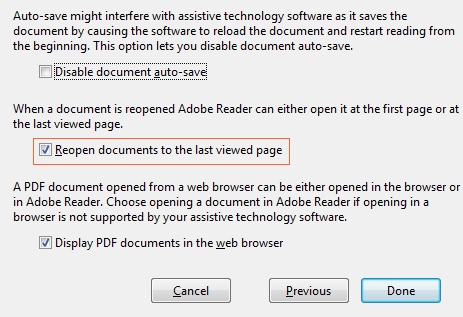 Auto-save might interfere with assistive technology software as it saves the
document by causing the software to reload the document and restart reading from
the beginning. This option lets you disable document auto-save.
Disable document auto-save
When a document is reopened Adobe Reader can either open it at the first page or at
the last viewed page.
Reopen documents to the last viewed page
A PDF document opened from a web browser can be either opened in the browser or
in Adobe Reader. Choose opening a document in Adobe Reader if opening in a
browser is not supported by your assistive technology software.
Display PDF documents in the web browser
Cancel Previous Done